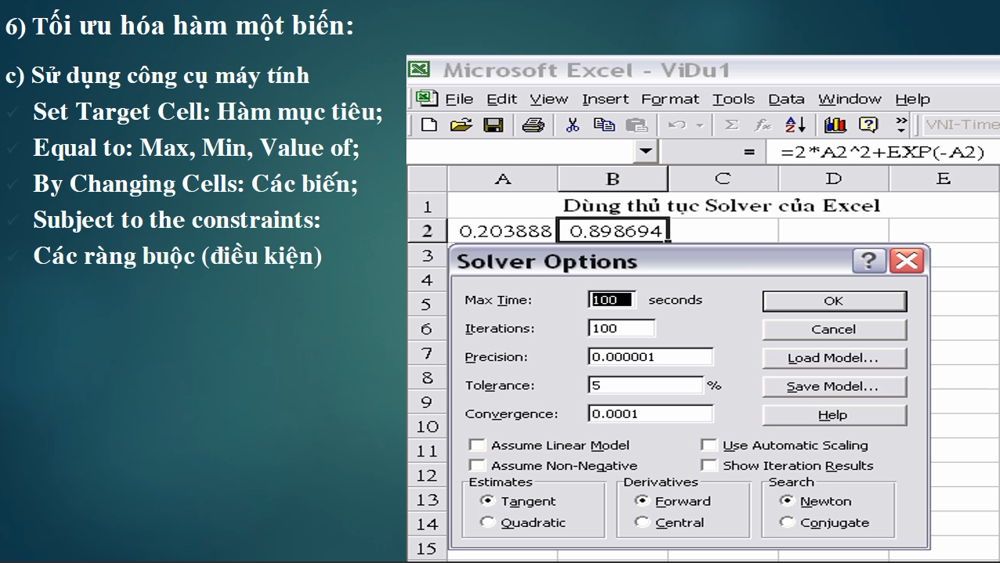 6) Tối ưu hóa hàm một biến:
c) Sử dụng công cụ máy tính
Set Target Cell: Hàm mục tiêu;
Equal to: Max, Min, Value of;
By Changing Cells: Các biến;
Subject to the constraints:
Các ràng buộc (điều kiện)
Microsoft Excel - ViDu1
File Edit View Insert Format Tools Data Window Help
VNI-Time
= =2*A2^2+EXP(-A2)
A B C D E
1 Dùng thủ tục Solver của Excel
2 0.203888 0.898694
3
Solver Options
4
5
6
7
8
9
10
11
12
13
14
15
Max Time: 100 seconds OK
Iterations: 100 Cancel
Precision: 0.000001 Load Model...
Tolerance: 5 % Save Model...
Convergence: 0.0001 Help
Assume Linear Model Use Automatic Scaling
Assume Non-Negative Show Iteration Results
Estimates Derivatives Search
Tangent Forward Newton
Quadratic Central Conjugate